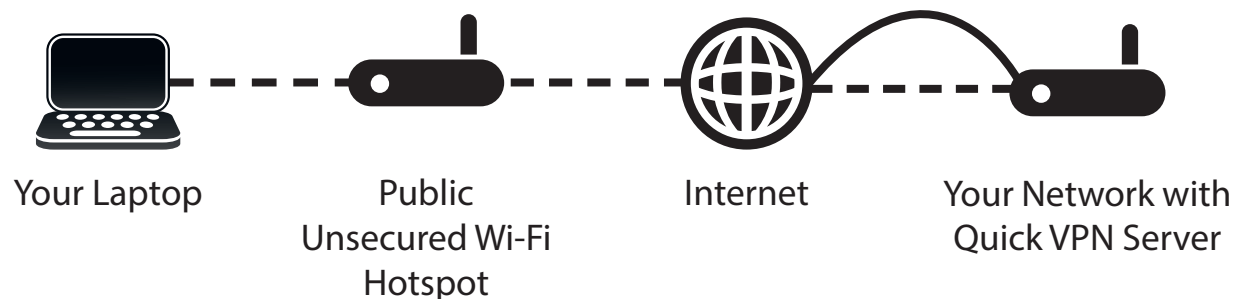 Your Laptop
Public
Unsecured Wi-Fi
Hotspot
Internet
Your Network with
Quick VPN Server